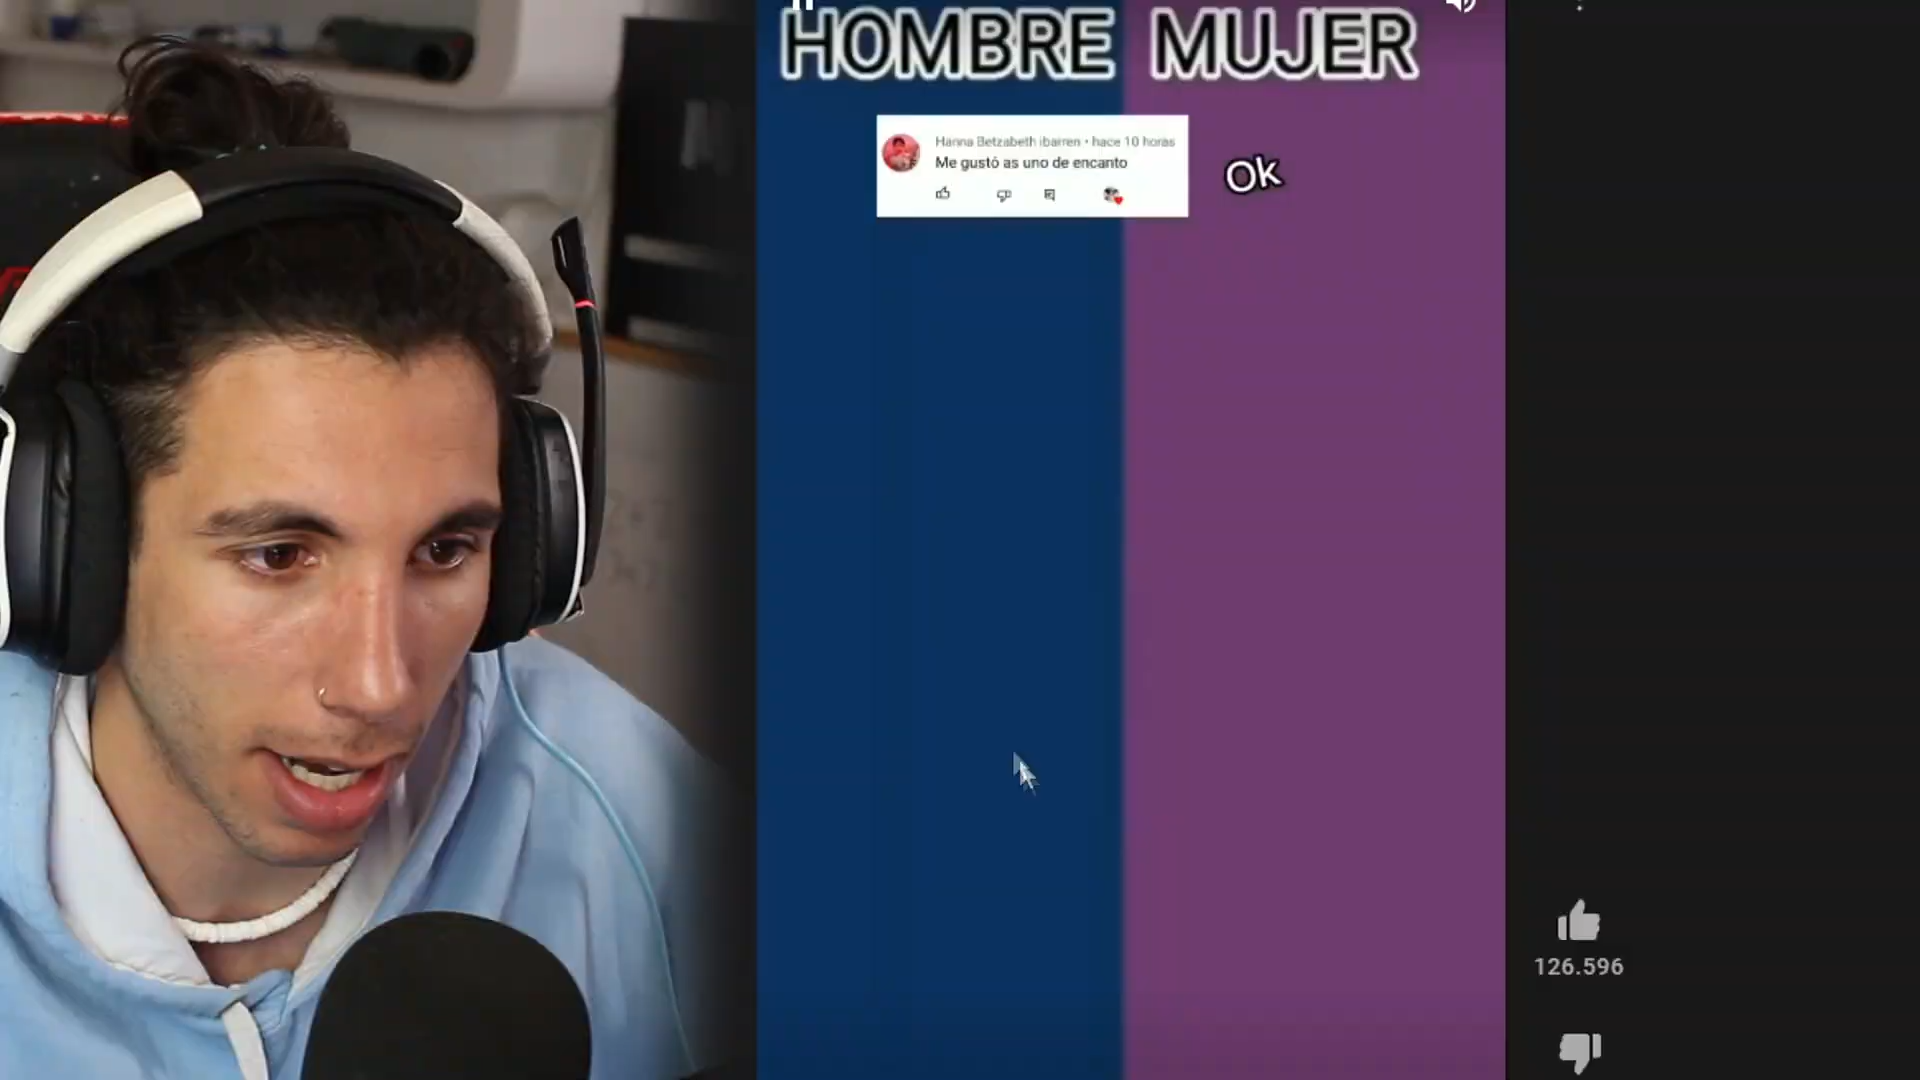 HOMBRE MUJER
Hanna Betzabeth ibarren • hace 10 horas
Me gustó as uno de encanto
Ok
126.596